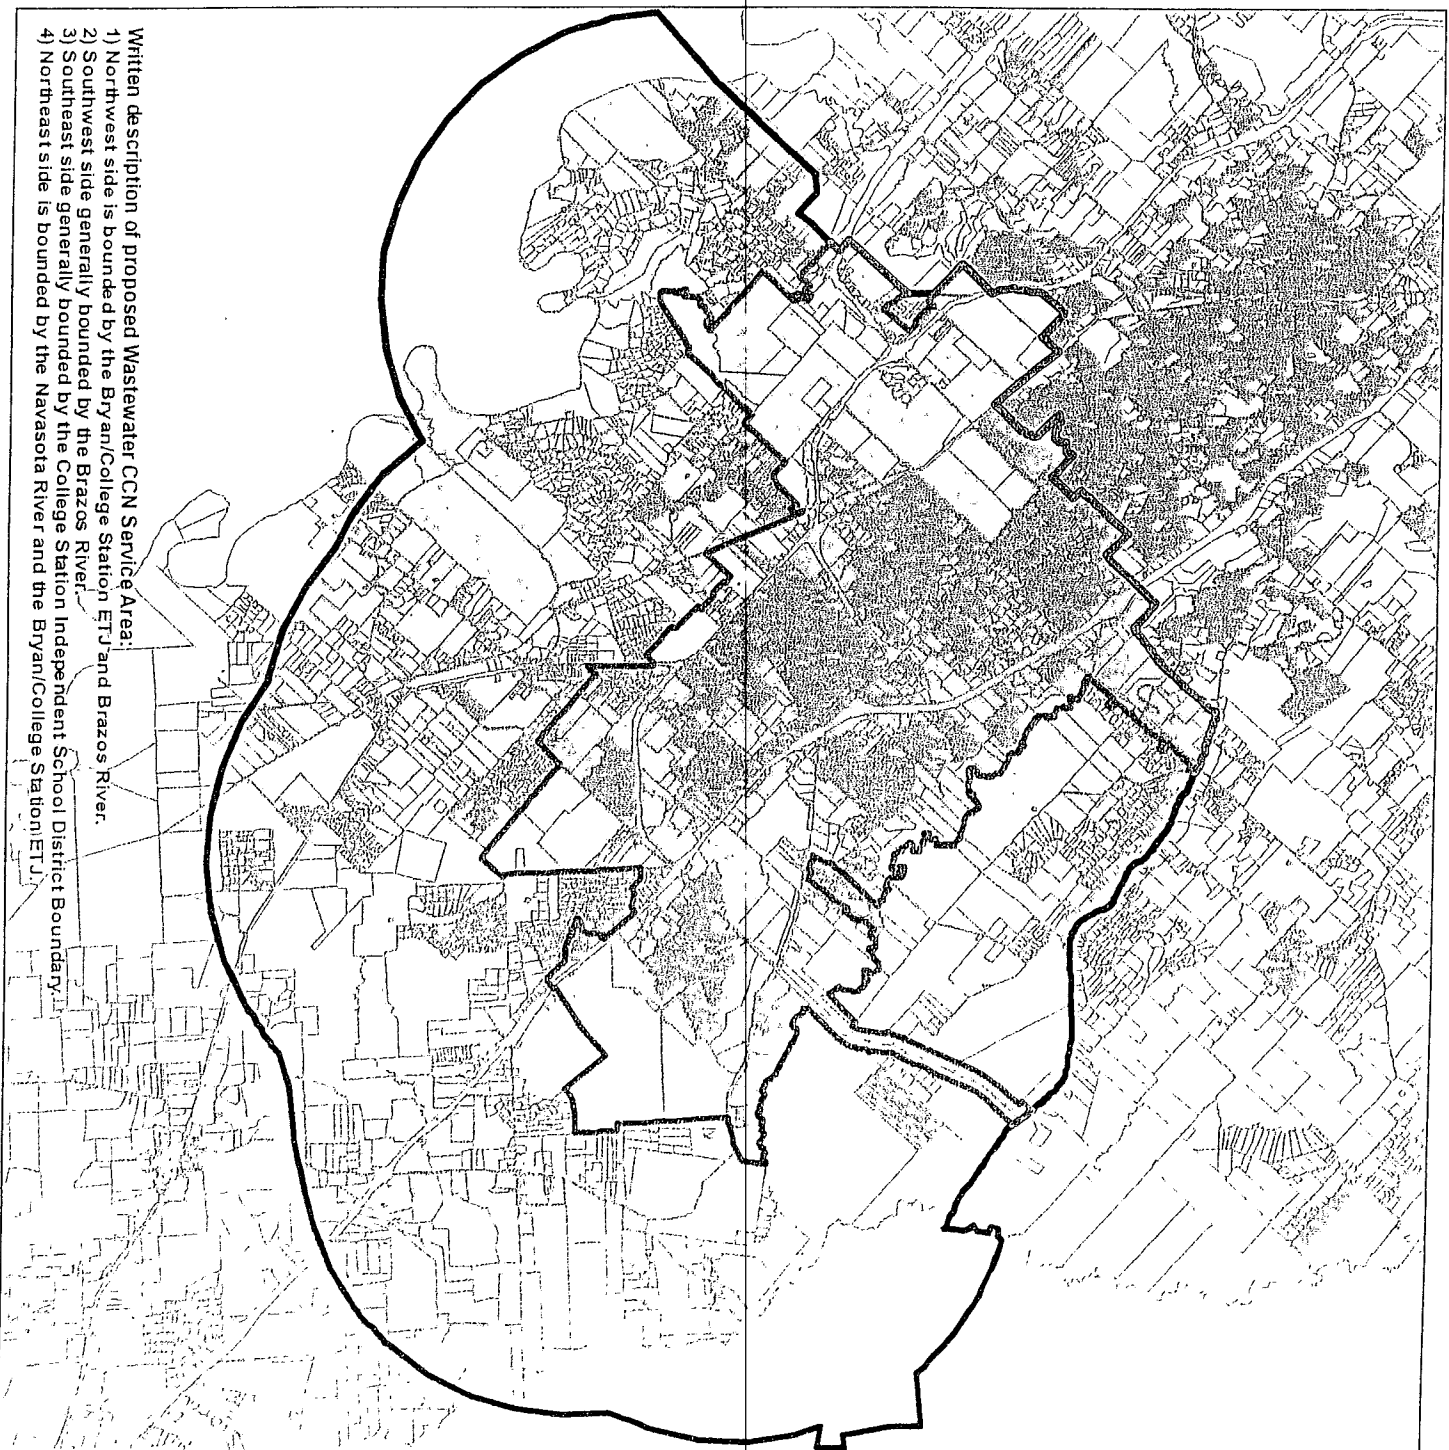 Written description of proposed Wastewater CCN Service Area:
1) Northwest side is bounded by the Bryan/College Station ETJ and Brazos River.
2) Southwest side generally bounded by the Brazos River.
3) Southeast side generally bounded by the College Station Independent School District Boundary.
4) Northeast side is bounded by the Navasota River and the Bryan/College Station ETJ.